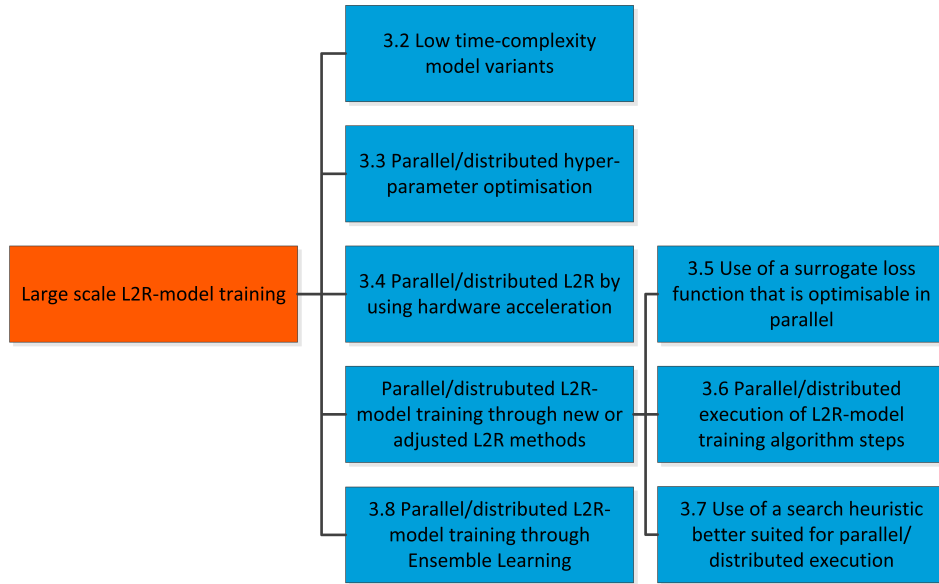 3.2 Low time-complexity
model variants
3.3 Parallel/distributed hyper-
parameter optimisation
Large scale L2R-model training
3.4 Parallel/distributed L2R by
using hardware acceleration
3.5 Use of a surrogate loss
function that is optimisable in
parallel
Parallel/distrubuted L2R-
model training through new or
adjusted L2R methods
3.6 Parallel/distributed
execution of L2R-model
training algorithm steps
3.8 Parallel/distributed L2R-
model training through
Ensemble Learning
3.7 Use of a search heuristic
better suited for parallel/
distributed execution